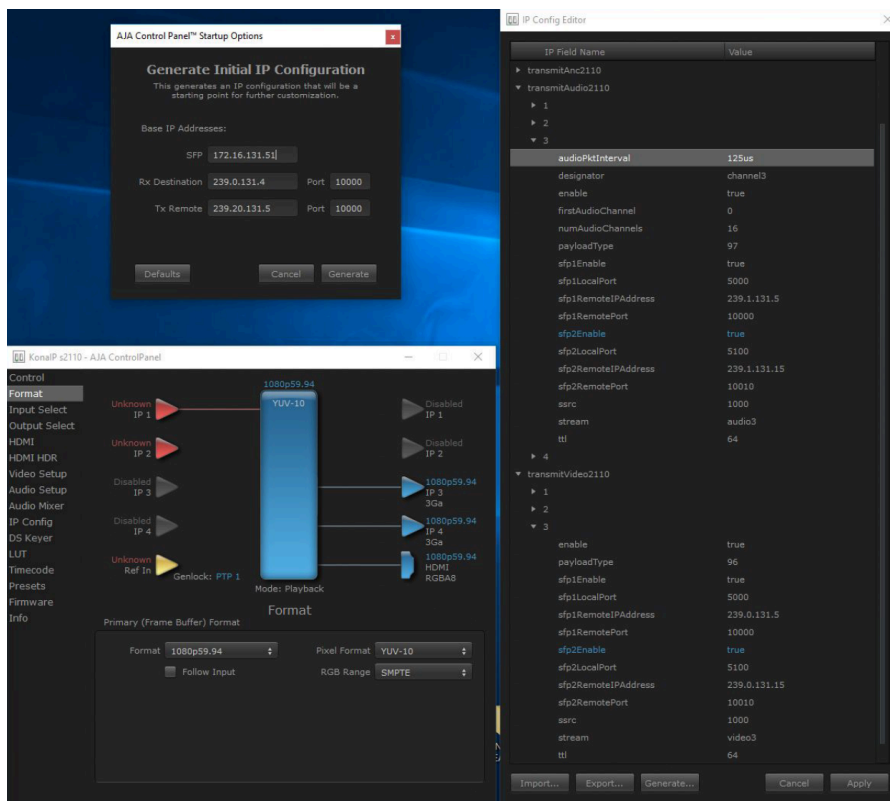 AJA Control Panel™ Startup Options
x
Generate Initial IP Configuration
This generates an IP configuration that will be a
starting point for further customization.
Base IP Addresses:
SFP 172.16.131.51
Rx Destination 239.0.131.4 Port 10000
Tx Remote 239.20.131.5 Port 10000
Defaults Cancel Generate
KonaIP s2110 - AJA ControlPanel
Control
Format
Input Select
Output Select
HDMI
HDMI HDR
Video Setup
Audio Setup
Audio Mixer
IP Config
DS Keyer
LUT
Timecode
Presets
Firmware
Info
1080p59.94
YUV-10
Unknown
IP 1
Unknown
IP 2
Disabled
IP 3
Disabled
IP 4
Unknown
Ref In
Genlock: PTP 1
Mode: Playback
Disabled
IP 1
Disabled
IP 2
1080p59.94
IP 3
3Ga
1080p59.94
IP 4
3Ga
1080p59.94
HDMI
RGBA8
Format
Primary (Frame Buffer) Format
Format 1080p59.94 Pixel Format YUV-10
Follow Input RGB Range SMPTE
IP Config Editor
IP Field Name Value
transmitAnc2110
transmitAudio2110
1
2
3
audioPktInterval 125us
designator channel3
enable true
firstAudioChannel 0
numAudioChannels 16
payloadType 97
sfp1Enable true
sfp1LocalPort 5000
sfp1RemoteIPAddress 239.1.131.5
sfp1RemotePort 10000
sfp2Enable true
sfp2LocalPort 5100
sfp2RemoteIPAddress 239.1.131.15
sfp2RemotePort 10010
ssrc 1000
stream audio3
ttl 64
4
transmitVideo2110
1
2
3
enable true
payloadType 96
sfp1Enable true
sfp1LocalPort 5000
sfp1RemoteIPAddress 239.0.131.5
sfp1RemotePort 10000
sfp2Enable true
sfp2LocalPort 5100
sfp2RemoteIPAddress 239.0.131.15
sfp2RemotePort 10010
ssrc 1000
stream video3
ttl 64
Import... Export... Generate... Cancel Apply